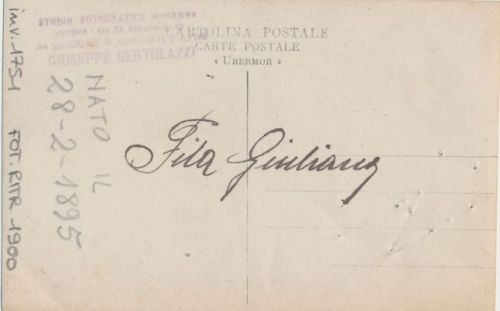 STUDIO FOTOGRAFICO MODERNO
GIUSEPPE BERTOLAZZI
CARTOLINA POSTALE
CARTE POSTALE
‹ UBERMOR ›
Fila Giuliano
NATO IL
28-2-1895
inv. 1751 FOT. RITR 1900